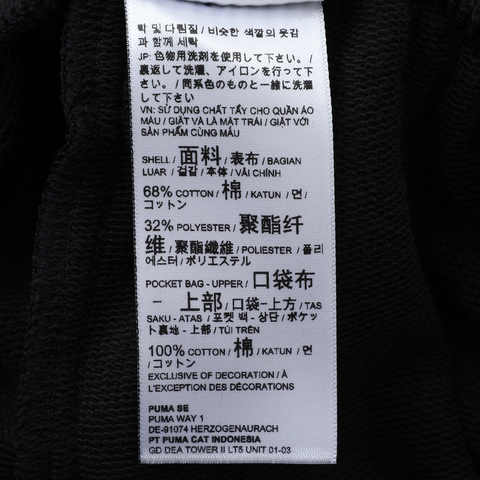 학 및 다림질 / 비슷한 색깔의 옷감
과 함께 세탁
JP: 色物用洗剤を使用して下さい。/
裏返して洗濯、アイロンを行って下
さい。/ 同系色のものと一緒に洗濯
して下さい
VN: SỬ DỤNG CHẤT TẨY CHO QUẦN ÁO
MÀU / GIẶT VÀ LÀ MẶT TRÁI / GIẶT VỚI
SẢN PHẨM CÙNG MÀU
SHELL / 面料 / 表布 / BAGIAN
LUAR / 겉감 / 本体 / VẢI CHÍNH
68% COTTON / 棉 / KATUN / 면 /
コットン
32% POLYESTER / 聚酯纤
维 / 聚酯纖維 / POLIESTER / 폴리
에스터 / ポリエステル
POCKET BAG - UPPER / 口袋布
- 上部 / 口袋-上方 / TAS
SAKU - ATAS / 포켓 백 - 상단 / ポケッ
ト裏地 - 上部 / TÚI TRÊN
100% COTTON / 棉 / KATUN / 면
/ コットン
EXCLUSIVE OF DECORATION / À
L'EXCEPTION DES DÉCORATIONS
PUMA SE
PUMA WAY 1
DE-91074 HERZOGENAURACH
PT PUMA CAT INDONESIA
GD DEA TOWER II LT5 UNIT 01-03